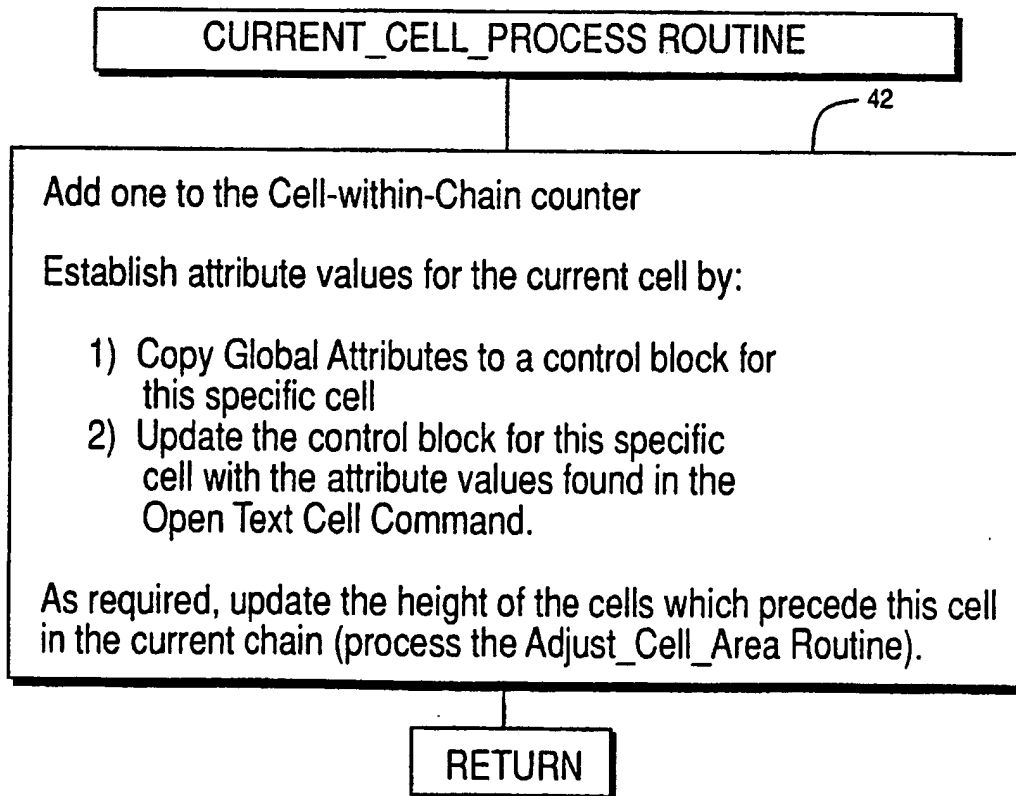 CURRENT_CELL_PROCESS ROUTINE
42
Add one to the Cell-within-Chain counter
Establish attribute values for the current cell by:
1) Copy Global Attributes to a control block for
this specific cell
2) Update the control block for this specific
cell with the attribute values found in the
Open Text Cell Command.
As required, update the height of the cells which precede this cell
in the current chain (process the Adjust_Cell_Area Routine).
RETURN